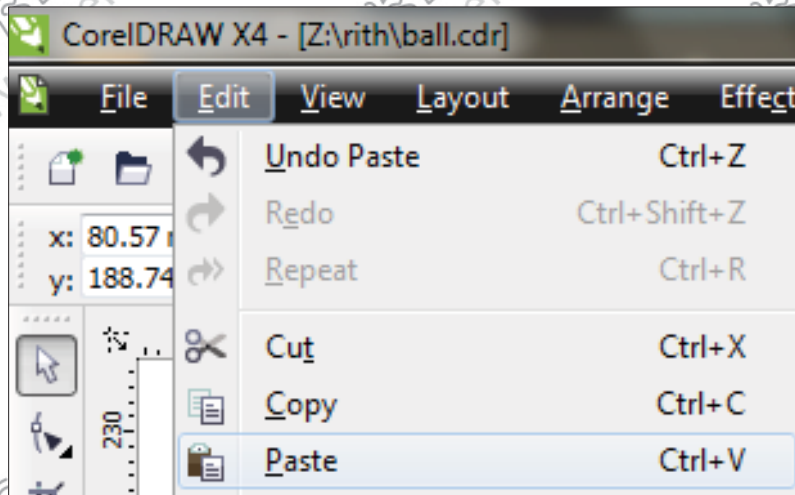 CorelDRAW X4 - [Z:\rith\ball.cdr]
File Edit View Layout Arrange Effect
Undo Paste Ctrl+Z
Redo Ctrl+Shift+Z
x: 80.57
Repeat Ctrl+R
y: 188.74
Cut Ctrl+X
Copy Ctrl+C
230
Paste Ctrl+V